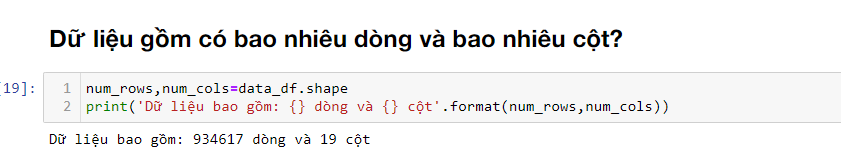 Dữ liệu gồm có bao nhiêu dòng và bao nhiêu cột?
[19]:
1 num_rows,num_cols=data_df.shape
2 print('Dữ liệu bao gồm: {} dòng và {} cột'.format(num_rows,num_cols))
Dữ liệu bao gồm: 934617 dòng và 19 cột